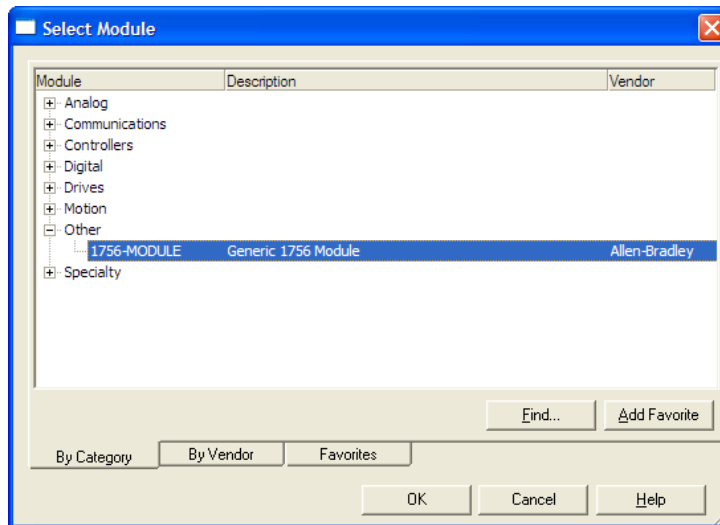 Select Module
Module Description Vendor
Analog
Communications
Controllers
Digital
Drives
Motion
Other
1756-MODULE Generic 1756 Module Allen-Bradley
Specialty
Find... Add Favorite
By Category By Vendor Favorites
OK Cancel Help